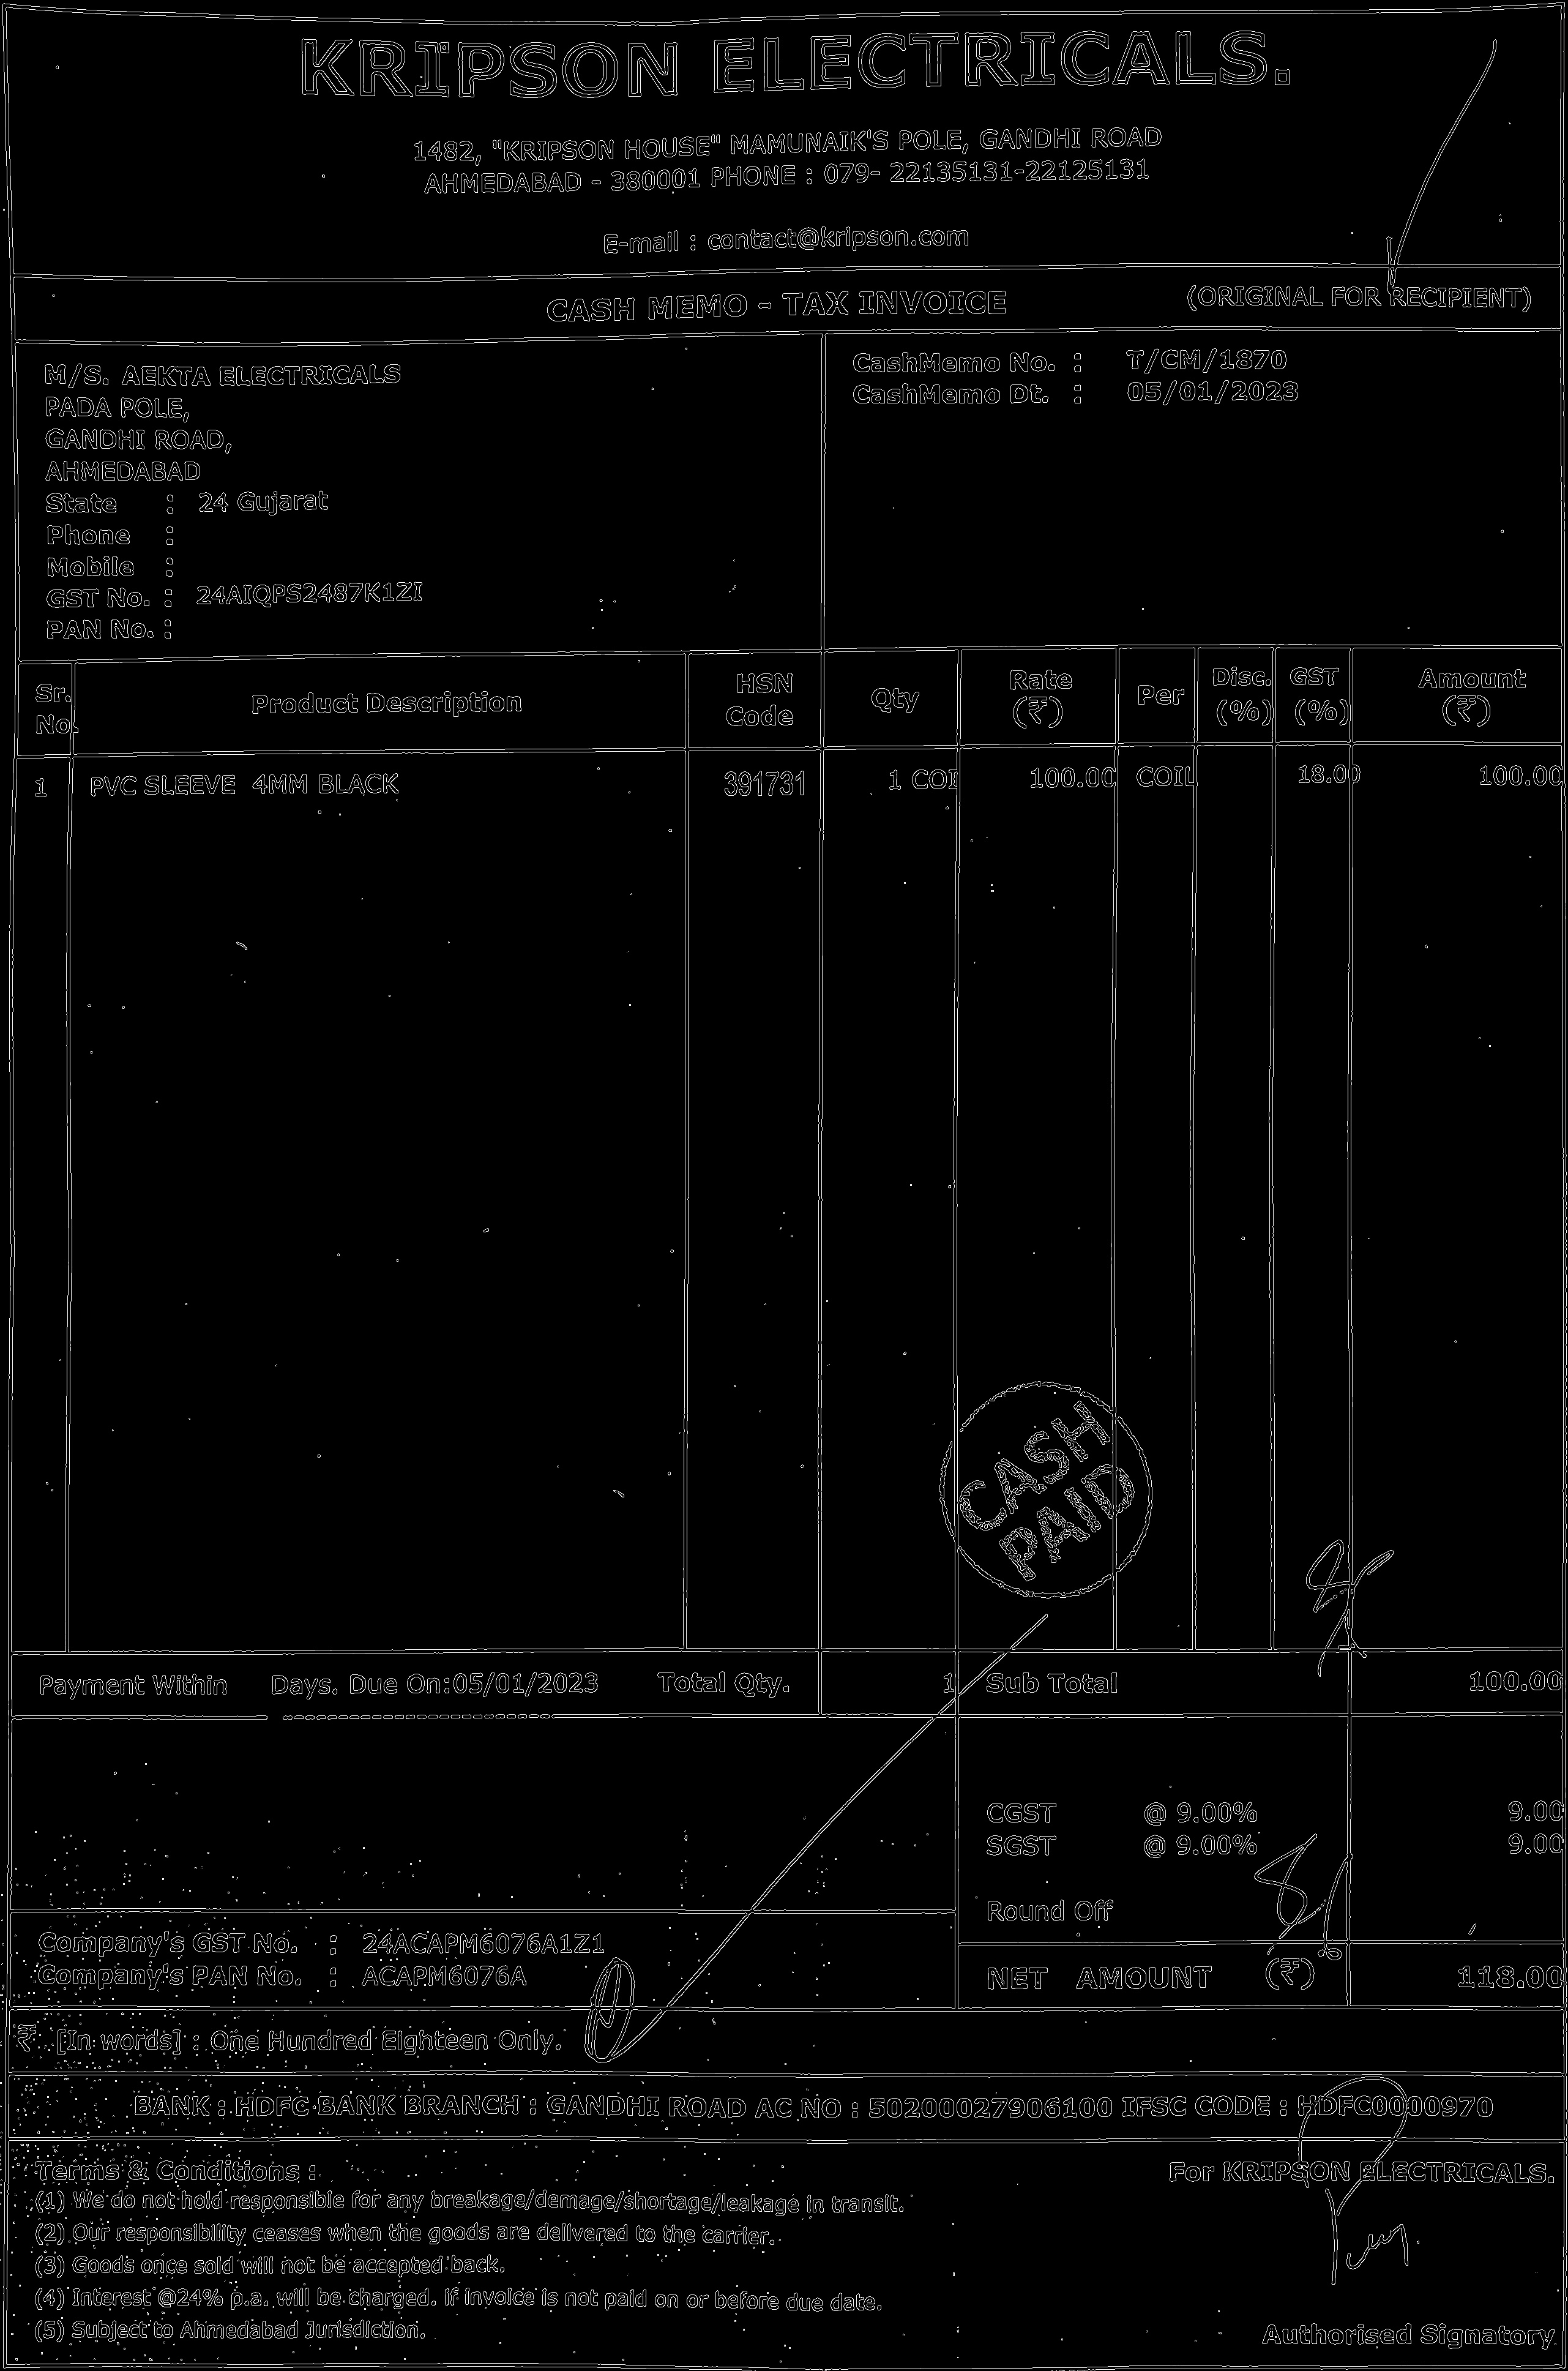 KRIPSON ELECTRICALS.
1482, "KRIPSON HOUSE" MAMUNAIK'S POLE, GANDHI ROAD
AHMEDABAD - 380001 PHONE : 079- 22135131-22125131
E-mail : contact@kripson.com
CASH MEMO - TAX INVOICE (ORIGINAL FOR RECIPIENT)
M/S. AEKTA ELECTRICALS
PADA POLE,
GANDHI ROAD,
AHMEDABAD
State : 24 Gujarat
Phone :
Mobile :
GST No. : 24AIQPS2487K1ZI
PAN No. :
CashMemo No. : T/CM/1870
CashMemo Dt. : 05/01/2023
Sr. No. Product Description HSN Code Qty Rate (₹) Per Disc. (%) GST (%) Amount (₹)
1 PVC SLEEVE 4MM BLACK 391731 1 COI 100.00 COIL 18.00 100.00
CASH
PAID
Payment Within Days. Due On:05/01/2023 Total Qty. 1 Sub Total 100.00
CGST @ 9.00% 9.00
SGST @ 9.00% 9.00
Round Off
Company's GST No. : 24ACAPM6076A1Z1
Company's PAN No. : ACAPM6076A
NET AMOUNT (₹) 118.00
₹ [In words] : One Hundred Eighteen Only.
BANK : HDFC BANK BRANCH : GANDHI ROAD AC NO : 50200027906100 IFSC CODE : HDFC0000970
Terms & Conditions :
(1) We do not hold responsible for any breakage/demage/shortage/leakage in transit.
(2) Our responsibility ceases when the goods are delivered to the carrier.
(3) Goods once sold will not be accepted back.
(4) Interest @24% p.a. will be charged. if invoice is not paid on or before due date.
(5) Subject to Ahmedabad Jurisdiction.
For KRIPSON ELECTRICALS.
Authorised Signatory